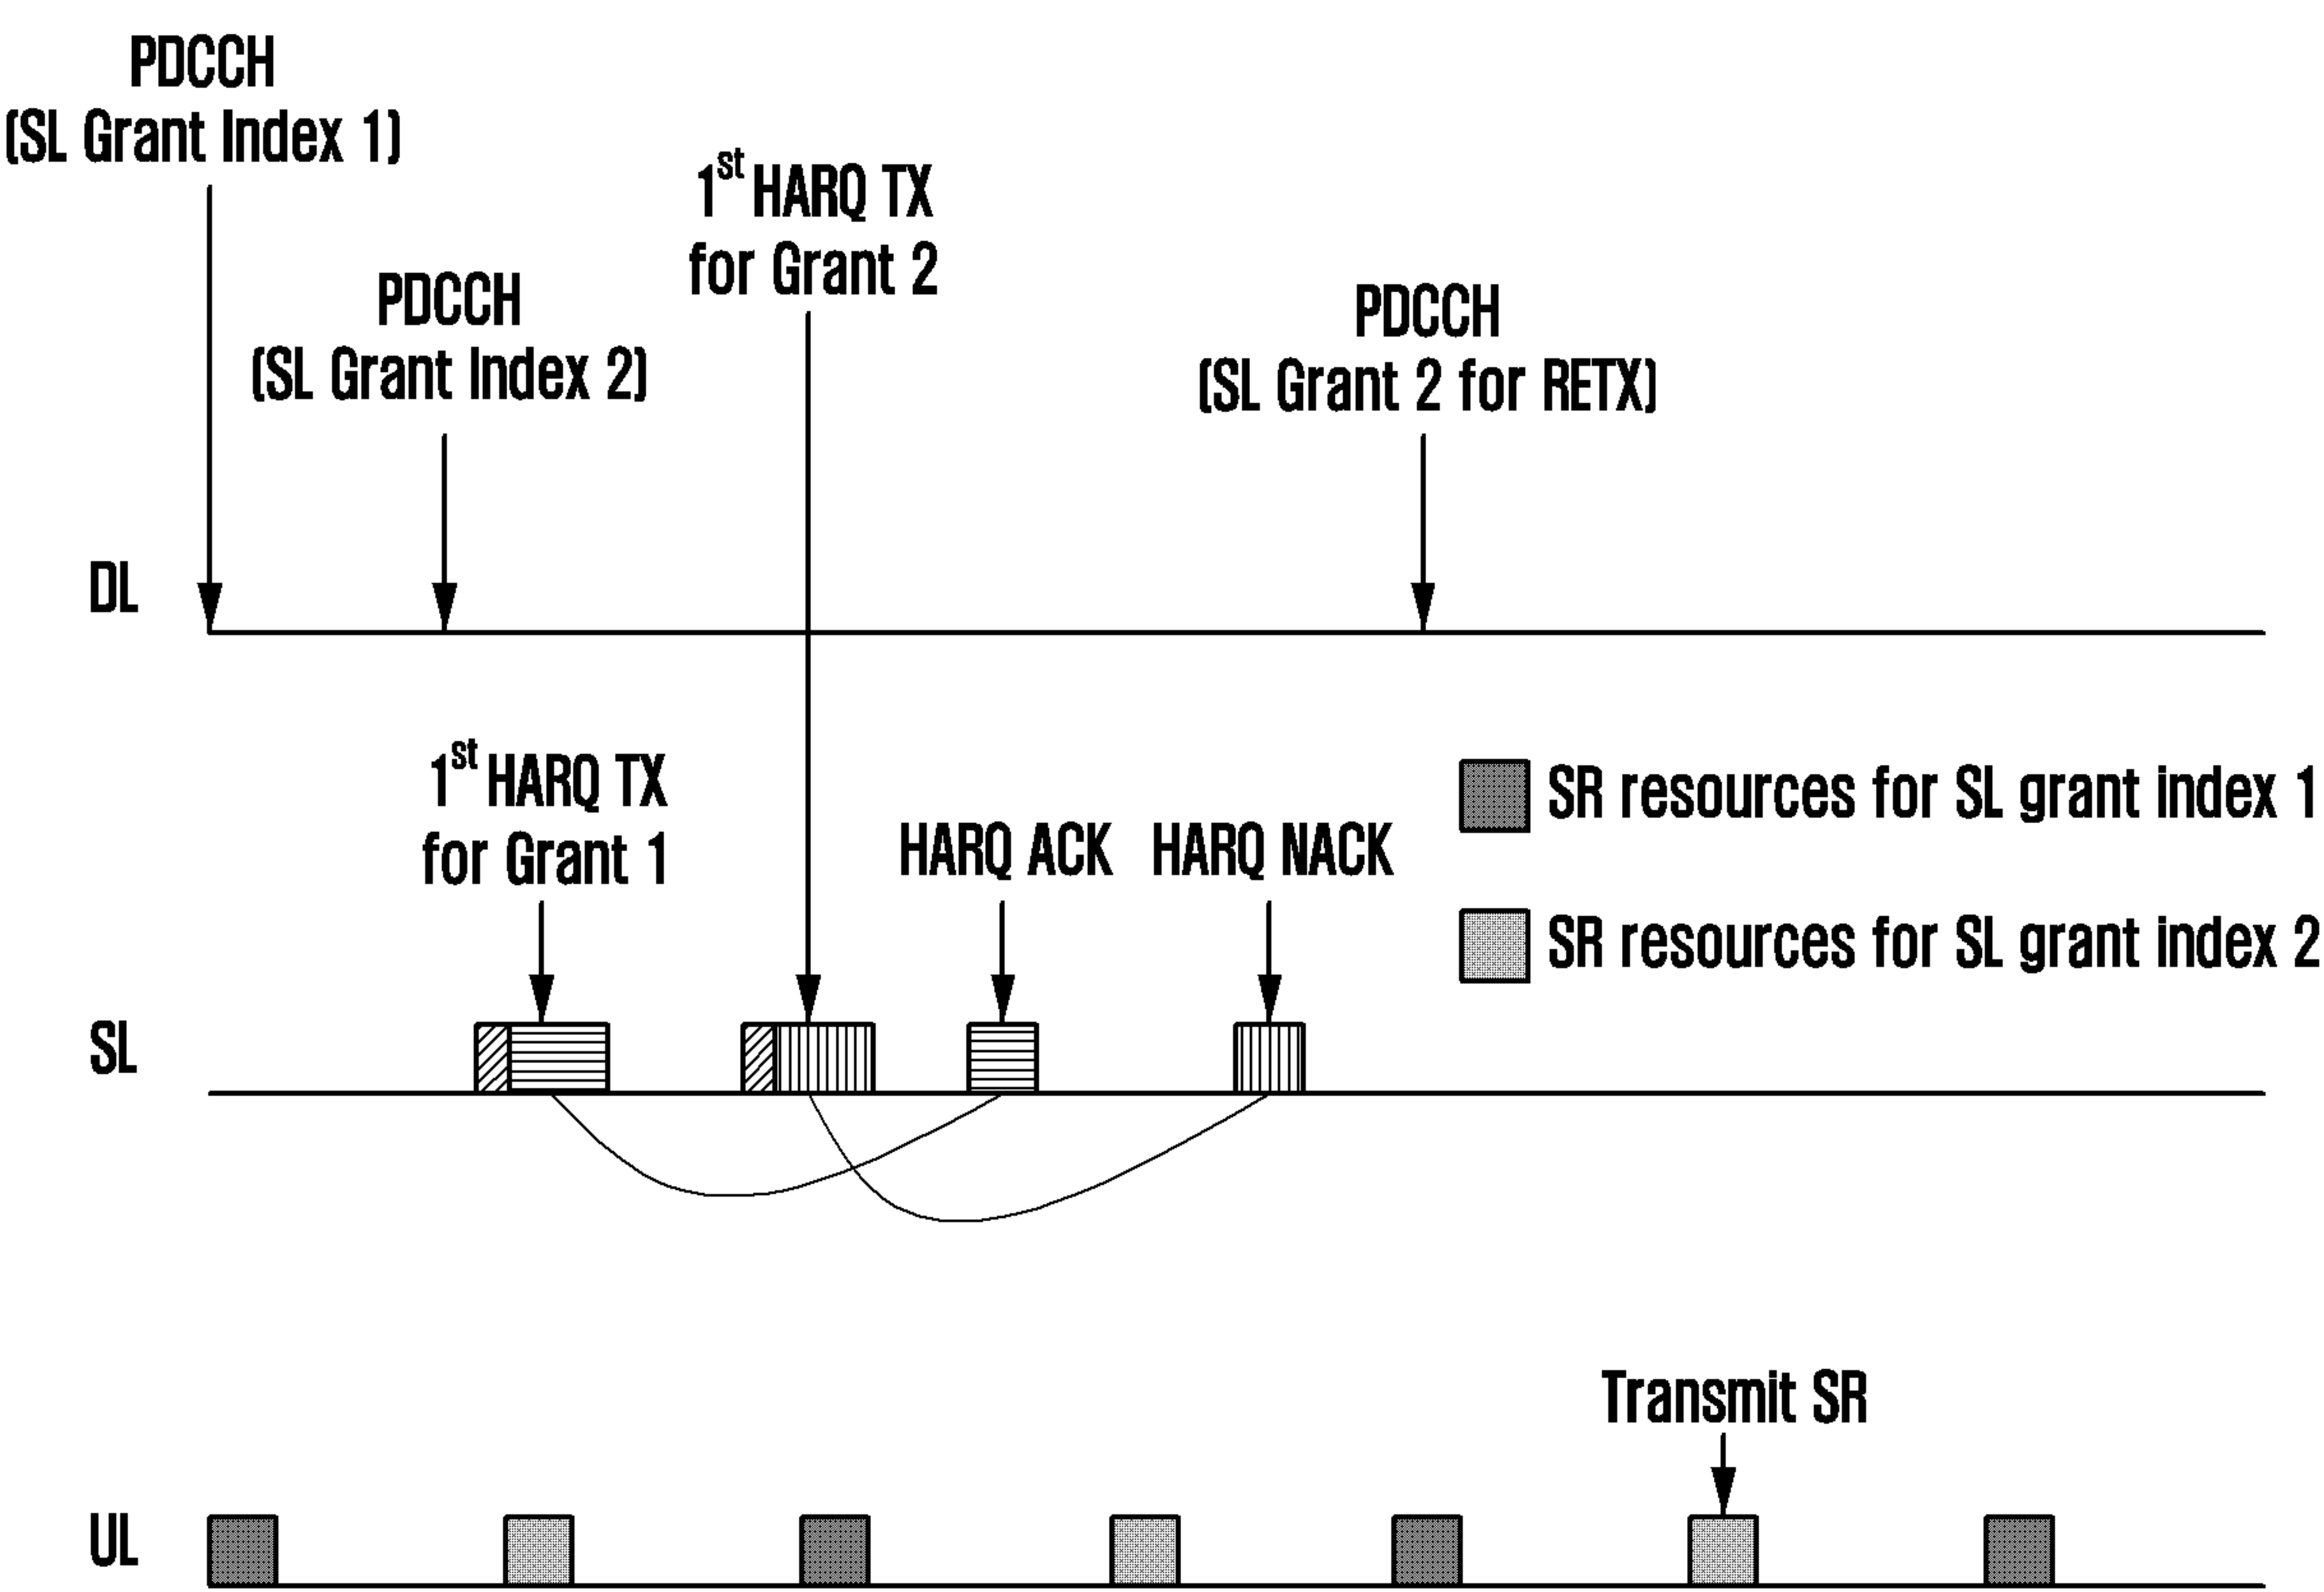 PDCCH
(SL Grant Index 1)
1st HARQ TX
for Grant 2
PDCCH
(SL Grant Index 2)
PDCCH
(SL Grant 2 for RETX)
DL
1st HARQ TX
for Grant 1
HARQ ACK
HARQ NACK
SR resources for SL grant index 1
SR resources for SL grant index 2
SL
Transmit SR
UL